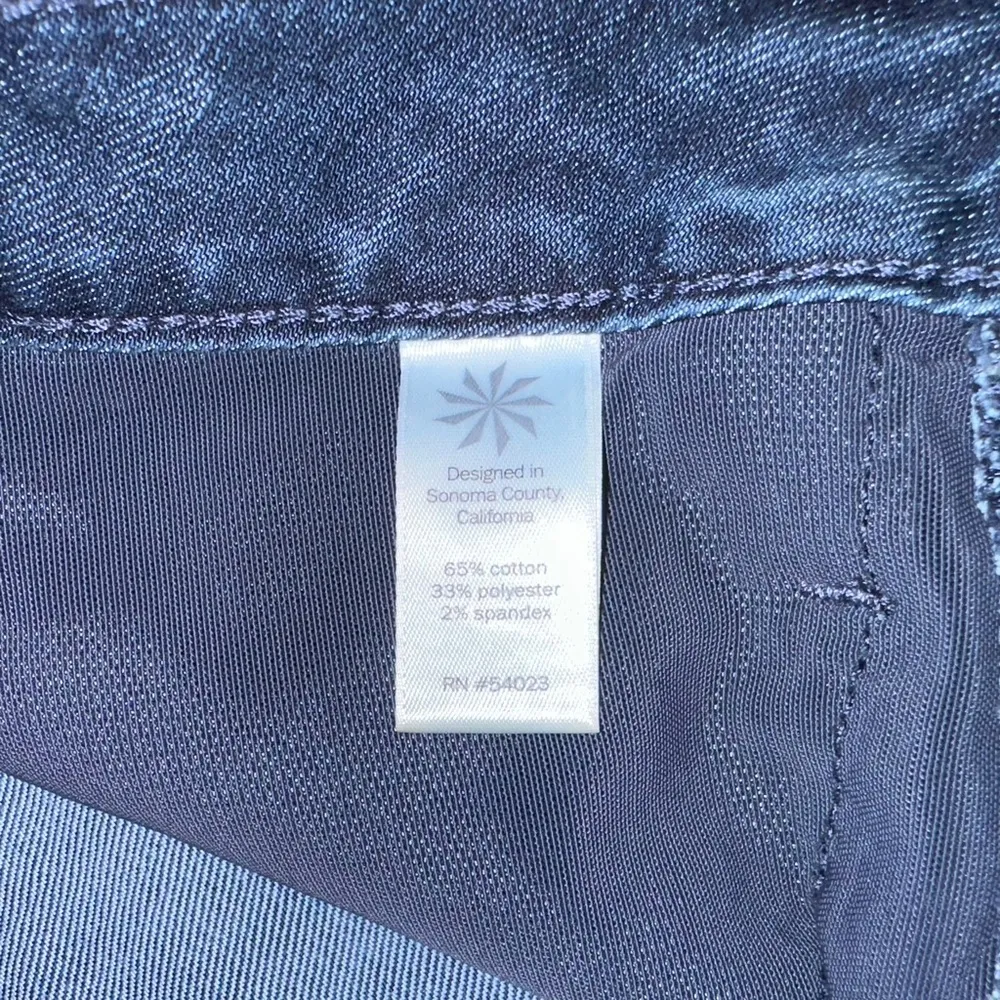 Designed in
Sonoma County,
California
65% cotton
33% polyester
2% spandex
RN #54023